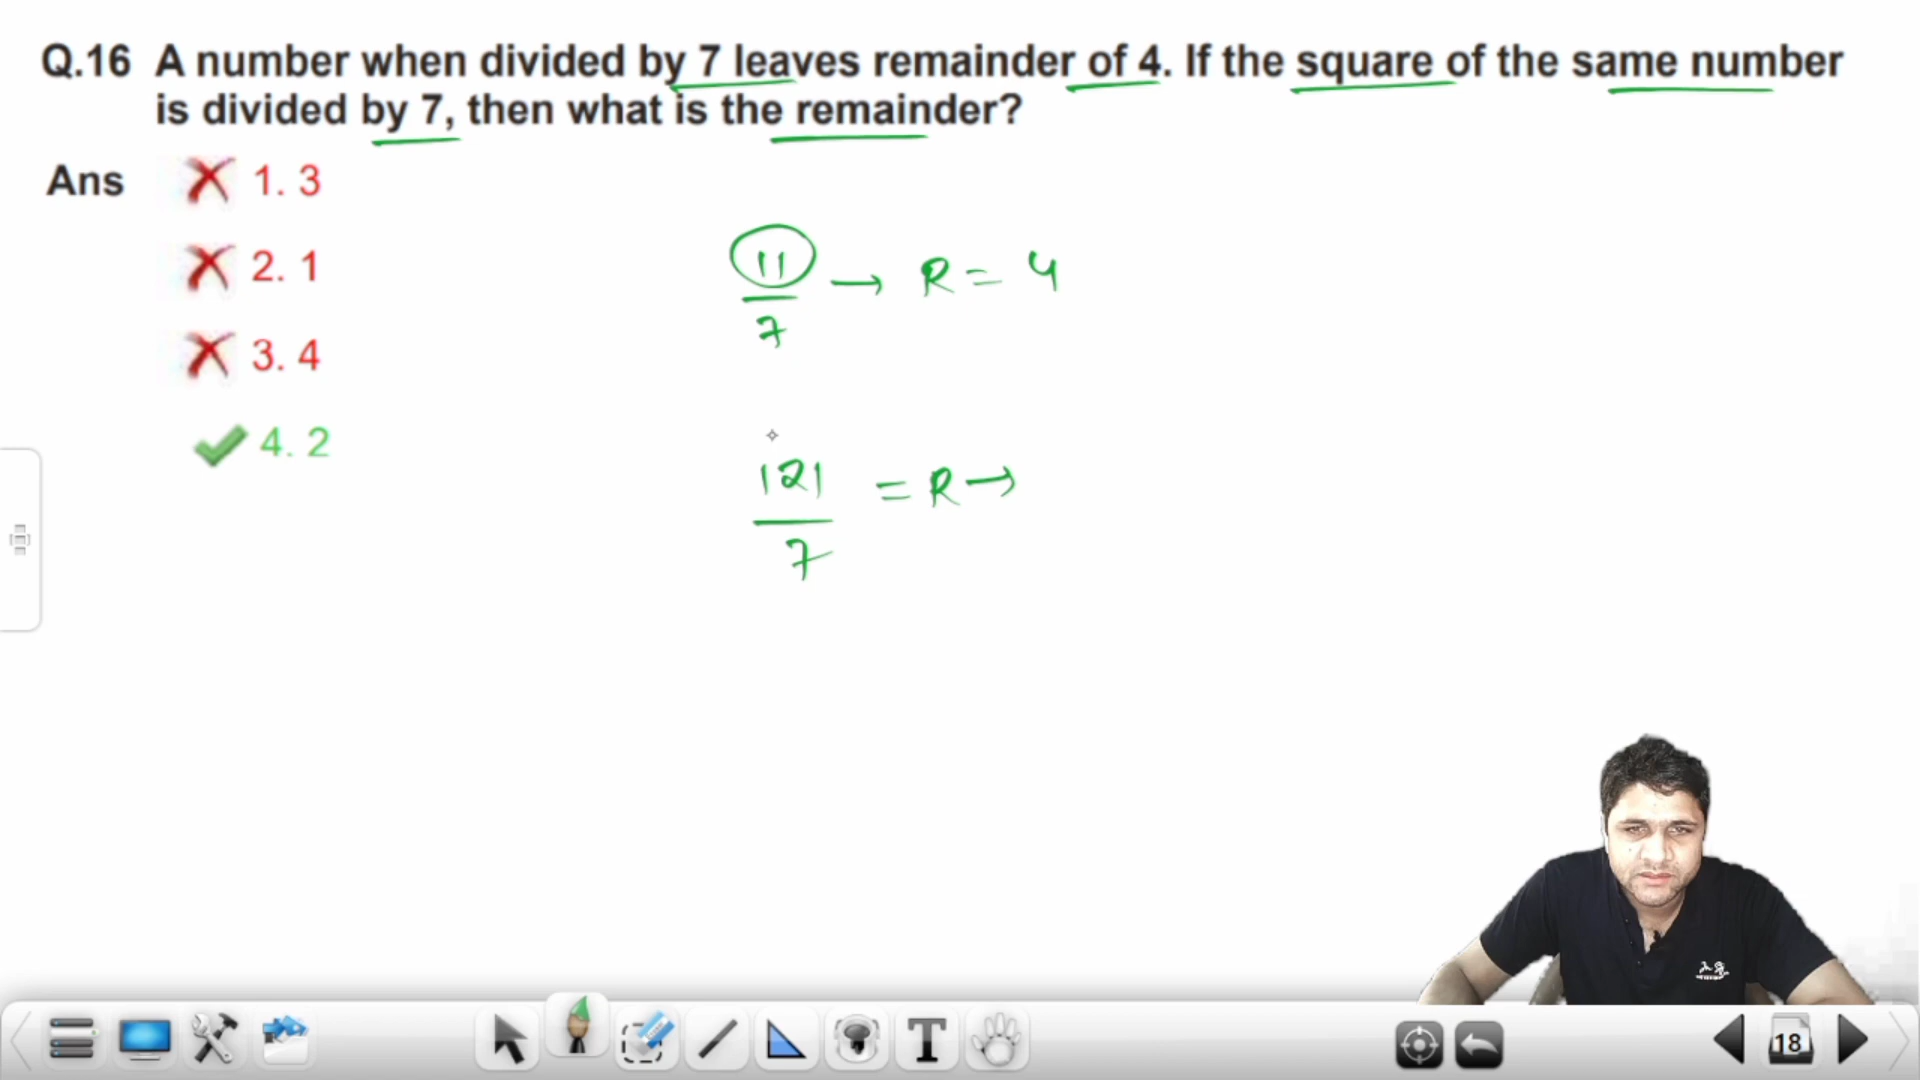 Q.16 A number when divided by 7 leaves remainder of 4. If the square of the same number
is divided by 7, then what is the remainder?
Ans
1. 3
2. 1
3. 4
4. 2
11
7
→ R = 4
121
7
= R →
T
18